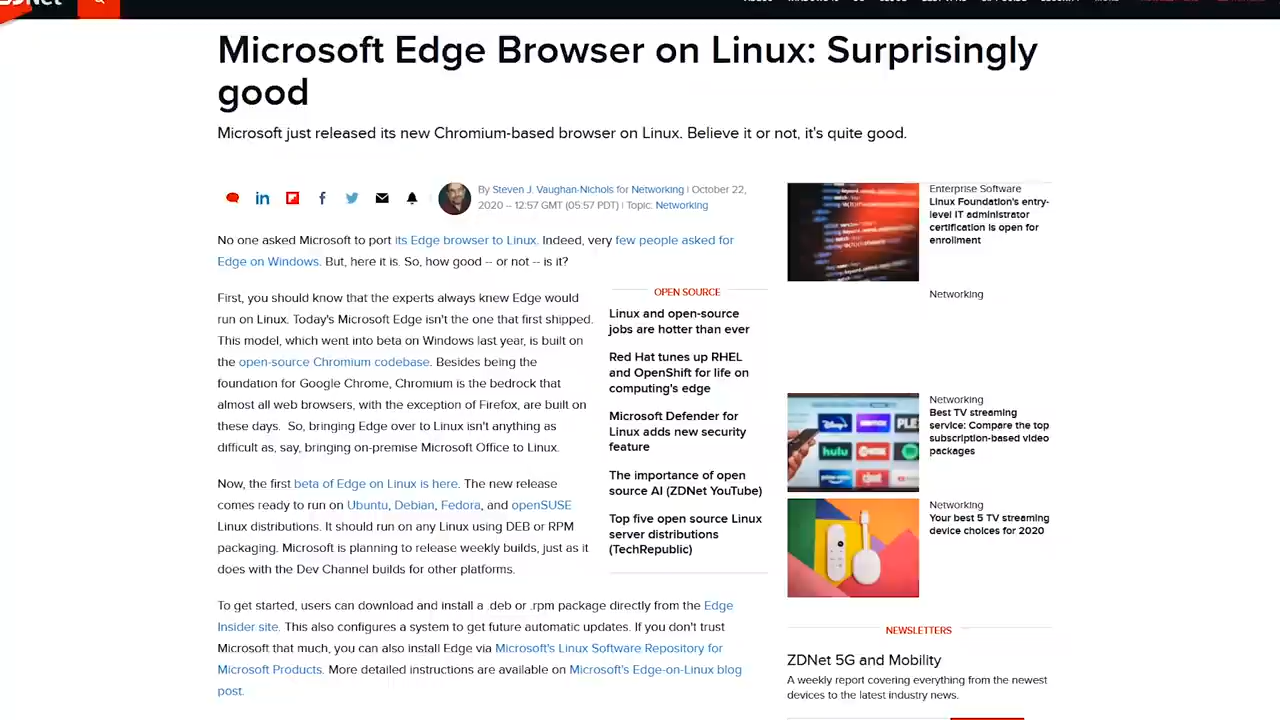 ZDNet
Microsoft Edge Browser on Linux: Surprisingly
good
Microsoft just released its new Chromium-based browser on Linux. Believe it or not, it's quite good.
By Steven J. Vaughan-Nichols for Networking | October 22,
2020 -- 12:57 GMT (05:57 PDT) | Topic: Networking
No one asked Microsoft to port its Edge browser to Linux. Indeed, very few people asked for
Edge on Windows. But, here it is. So, how good -- or not -- is it?
First, you should know that the experts always knew Edge would
run on Linux. Today's Microsoft Edge isn't the one that first shipped.
This model, which went into beta on Windows last year, is built on
the open-source Chromium codebase. Besides being the
foundation for Google Chrome, Chromium is the bedrock that
almost all web browsers, with the exception of Firefox, are built on
these days. So, bringing Edge over to Linux isn't anything as
difficult as, say, bringing on-premise Microsoft Office to Linux.
Now, the first beta of Edge on Linux is here. The new release
comes ready to run on Ubuntu, Debian, Fedora, and openSUSE
Linux distributions. It should run on any Linux using DEB or RPM
packaging. Microsoft is planning to release weekly builds, just as it
does with the Dev Channel builds for other platforms.
To get started, users can download and install a .deb or .rpm package directly from the Edge
Insider site. This also configures a system to get future automatic updates. If you don't trust
Microsoft that much, you can also install Edge via Microsoft's Linux Software Repository for
Microsoft Products. More detailed instructions are available on Microsoft's Edge-on-Linux blog
post.
OPEN SOURCE
Linux and open-source
jobs are hotter than ever
Red Hat tunes up RHEL
and OpenShift for life on
computing's edge
Microsoft Defender for
Linux adds new security
feature
The importance of open
source AI (ZDNet YouTube)
Top five open source Linux
server distributions
(TechRepublic)
Enterprise Software
Linux Foundation's entry-
level IT administrator
certification is open for
enrollment
Networking
Networking
Best TV streaming
service: Compare the top
subscription-based video
packages
Disney+
hulu
Networking
Your best 5 TV streaming
device choices for 2020
NEWSLETTERS
ZDNet 5G and Mobility
A weekly report covering everything from the newest
devices to the latest industry news.